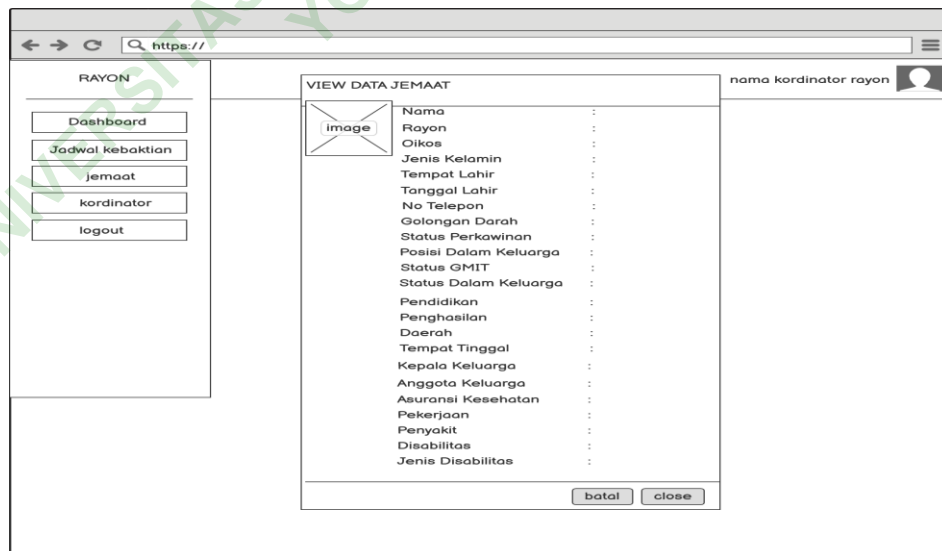 https://
RAYON
nama kordinator rayon
Dashboard
Jadwal kebaktian
jemaat
kordinator
logout
VIEW DATA JEMAAT
image
Nama :
Rayon :
Oikos :
Jenis Kelamin :
Tempat Lahir :
Tanggal Lahir :
No Telepon :
Golongan Darah :
Status Perkawinan :
Posisi Dalam Keluarga :
Status GMIT :
Status Dalam Keluarga :
Pendidikan :
Penghasilan :
Daerah :
Tempat Tinggal :
Kepala Keluarga :
Anggota Keluarga :
Asuransi Kesehatan :
Pekerjaan :
Penyakit :
Disabilitas :
Jenis Disabilitas :
batal close